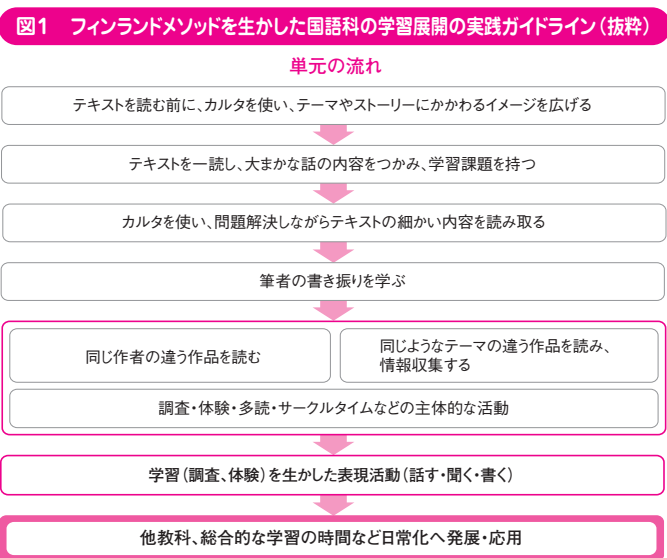 図1 フィンランドメソッドを生かした国語科の学習展開の実践ガイドライン（抜粋）
単元の流れ
テキストを読む前に、カルタを使い、テーマやストーリーにかかわるイメージを広げる
テキストを一読し、大まかな話の内容をつかみ、学習課題を持つ
カルタを使い、問題解決しながらテキストの細かい内容を読み取る
筆者の書き振りを学ぶ
同じ作者の違う作品を読む
同じようなテーマの違う作品を読み、
情報収集する
調査・体験・多読・サークルタイムなどの主体的な活動
学習（調査、体験）を生かした表現活動（話す・聞く・書く）
他教科、総合的な学習の時間など日常化へ発展・応用